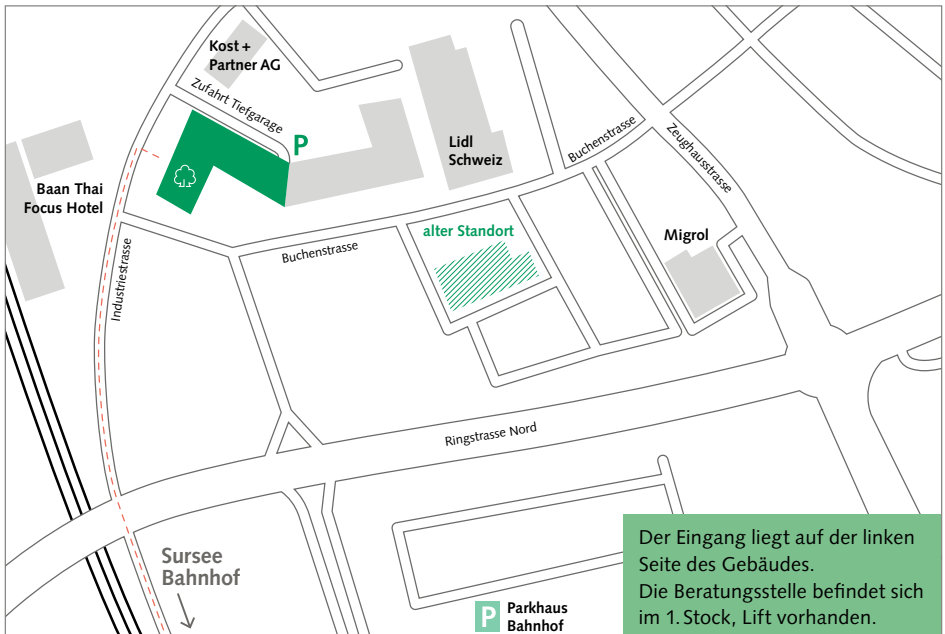 Kost +
Partner AG
Zufahrt Tiefgarage
P
Lidl
Schweiz
Buchenstrasse
Zeughausstrasse
Baan Thai
Focus Hotel
alter Standort
Migrol
Buchenstrasse
Industriestrasse
Ringstrasse Nord
Sursee
Bahnhof
P Parkhaus
Bahnhof
Der Eingang liegt auf der linken
Seite des Gebäudes.
Die Beratungsstelle befindet sich
im 1. Stock, Lift vorhanden.